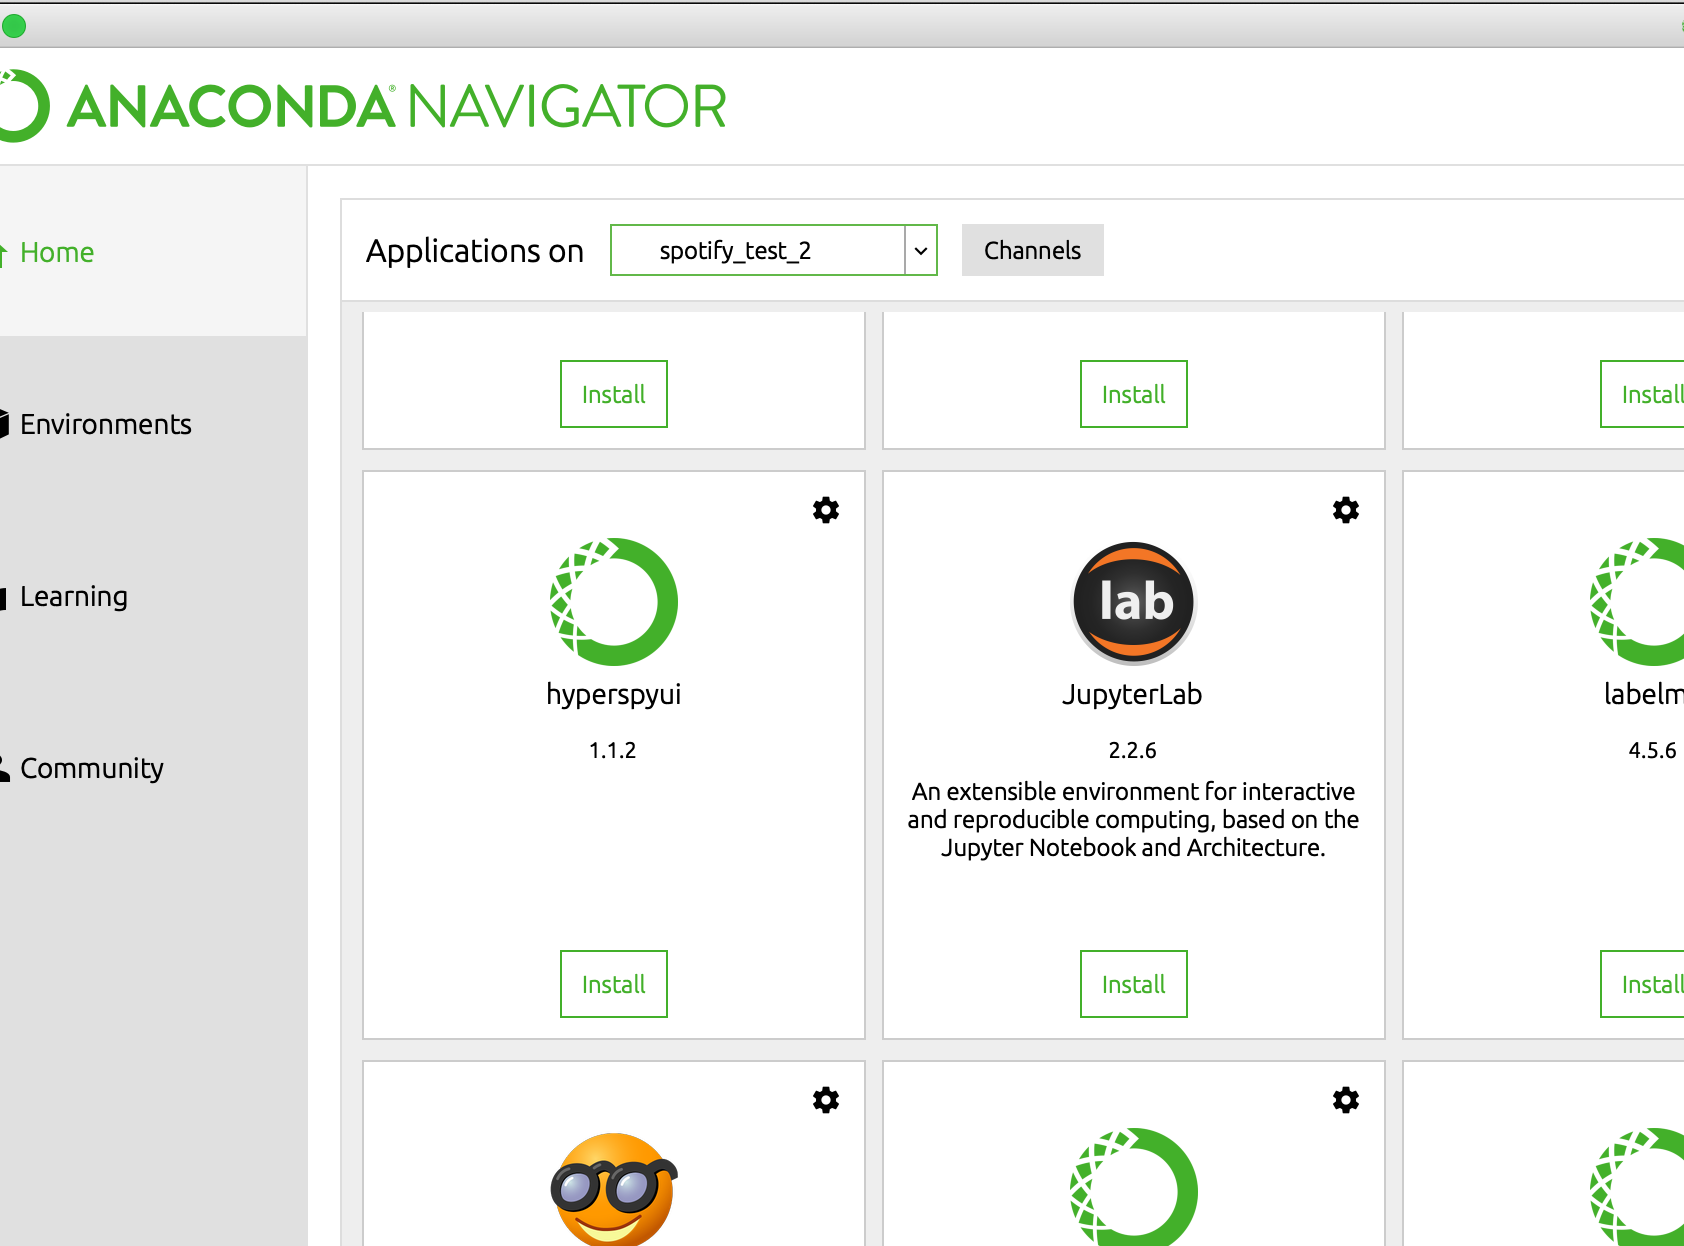 ANACONDA® NAVIGATOR
Home
Environments
Learning
Community
Applications on
spotify_test_2
Channels
Install
Install
Install
hyperspyui
1.1.2
Install
lab
JupyterLab
2.2.6
An extensible environment for interactive
and reproducible computing, based on the
Jupyter Notebook and Architecture.
Install
labelm
4.5.6
Install